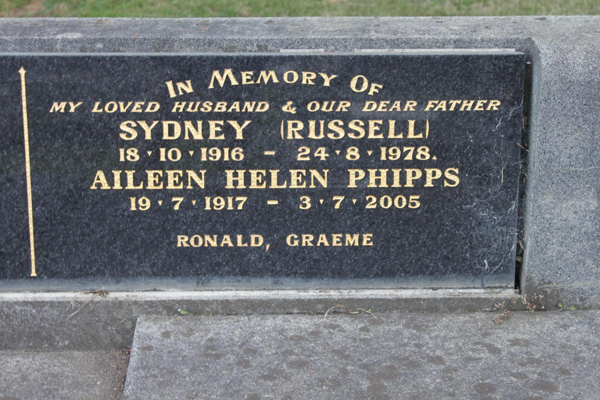 IN MEMORY OF
MY LOVED HUSBAND & OUR DEAR FATHER
SYDNEY (RUSSELL)
18 · 10 · 1916 – 24 · 8 · 1978.
AILEEN HELEN PHIPPS
19 · 7 · 1917 – 3 · 7 · 2005
RONALD, GRAEME